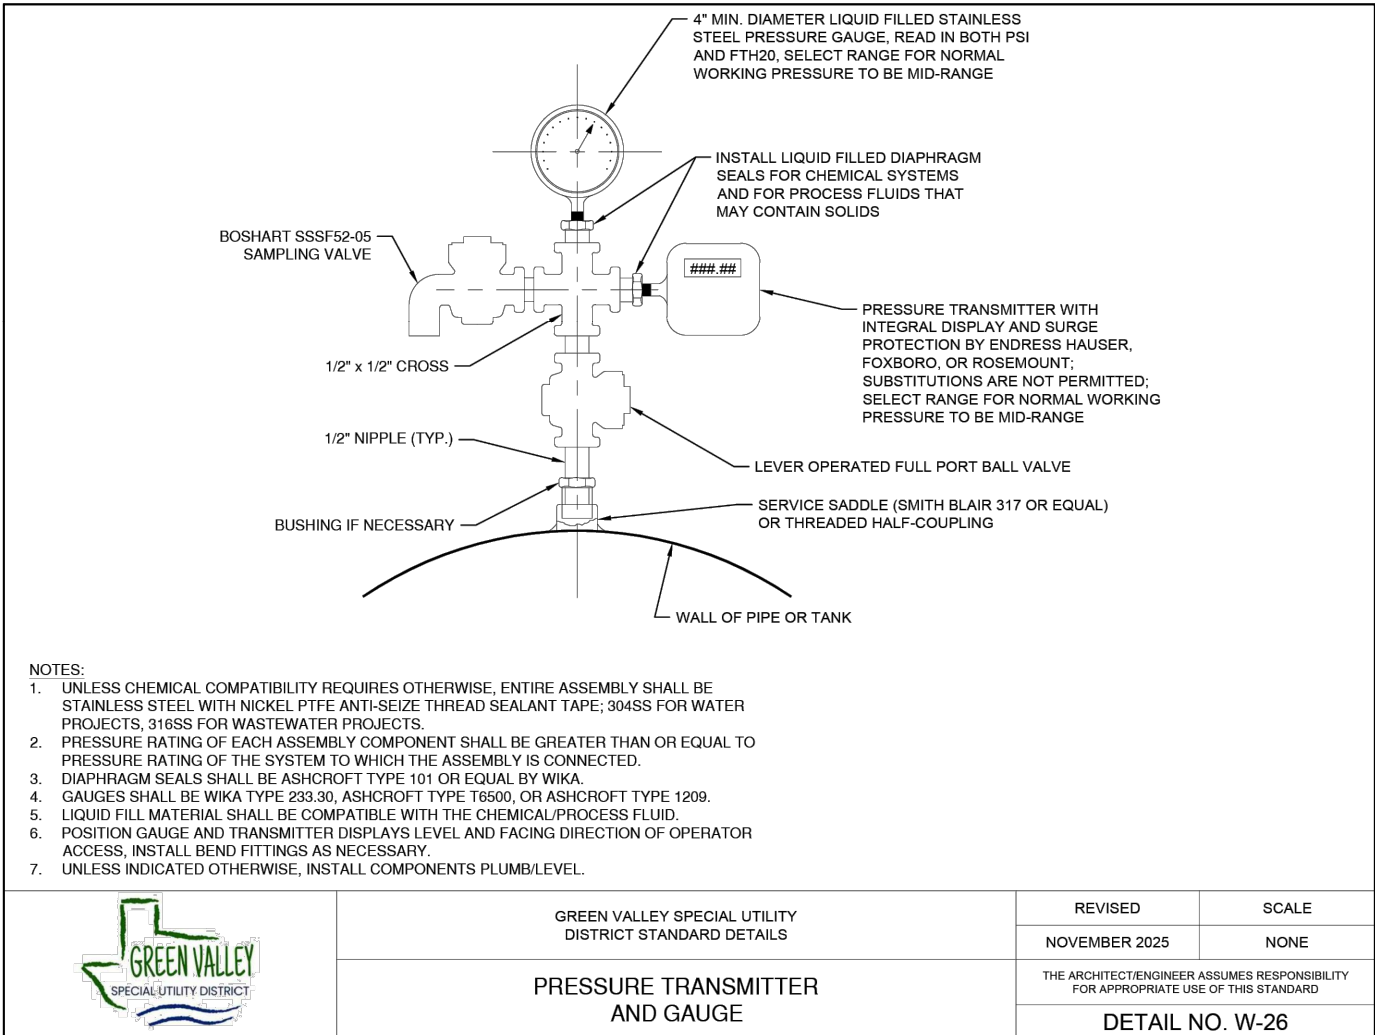 4" MIN. DIAMETER LIQUID FILLED STAINLESS
STEEL PRESSURE GAUGE, READ IN BOTH PSI
AND FTH20, SELECT RANGE FOR NORMAL
WORKING PRESSURE TO BE MID-RANGE
INSTALL LIQUID FILLED DIAPHRAGM
SEALS FOR CHEMICAL SYSTEMS
AND FOR PROCESS FLUIDS THAT
MAY CONTAIN SOLIDS
BOSHART SSSF52-05
SAMPLING VALVE
###.##
PRESSURE TRANSMITTER WITH
INTEGRAL DISPLAY AND SURGE
PROTECTION BY ENDRESS HAUSER,
FOXBORO, OR ROSEMOUNT;
SUBSTITUTIONS ARE NOT PERMITTED;
SELECT RANGE FOR NORMAL WORKING
PRESSURE TO BE MID-RANGE
1/2" x 1/2" CROSS
1/2" NIPPLE (TYP.)
LEVER OPERATED FULL PORT BALL VALVE
SERVICE SADDLE (SMITH BLAIR 317 OR EQUAL)
OR THREADED HALF-COUPLING
BUSHING IF NECESSARY
WALL OF PIPE OR TANK
NOTES:
1. UNLESS CHEMICAL COMPATIBILITY REQUIRES OTHERWISE, ENTIRE ASSEMBLY SHALL BE
STAINLESS STEEL WITH NICKEL PTFE ANTI-SEIZE THREAD SEALANT TAPE; 304SS FOR WATER
PROJECTS, 316SS FOR WASTEWATER PROJECTS.
2. PRESSURE RATING OF EACH ASSEMBLY COMPONENT SHALL BE GREATER THAN OR EQUAL TO
PRESSURE RATING OF THE SYSTEM TO WHICH THE ASSEMBLY IS CONNECTED.
3. DIAPHRAGM SEALS SHALL BE ASHCROFT TYPE 101 OR EQUAL BY WIKA.
4. GAUGES SHALL BE WIKA TYPE 233.30, ASHCROFT TYPE T6500, OR ASHCROFT TYPE 1209.
5. LIQUID FILL MATERIAL SHALL BE COMPATIBLE WITH THE CHEMICAL/PROCESS FLUID.
6. POSITION GAUGE AND TRANSMITTER DISPLAYS LEVEL AND FACING DIRECTION OF OPERATOR
ACCESS, INSTALL BEND FITTINGS AS NECESSARY.
7. UNLESS INDICATED OTHERWISE, INSTALL COMPONENTS PLUMB/LEVEL.
GREEN VALLEY
SPECIAL UTILITY DISTRICT
GREEN VALLEY SPECIAL UTILITY
DISTRICT STANDARD DETAILS
PRESSURE TRANSMITTER
AND GAUGE
REVISED
SCALE
NOVEMBER 2025
NONE
THE ARCHITECT/ENGINEER ASSUMES RESPONSIBILITY
FOR APPROPRIATE USE OF THIS STANDARD
DETAIL NO. W-26